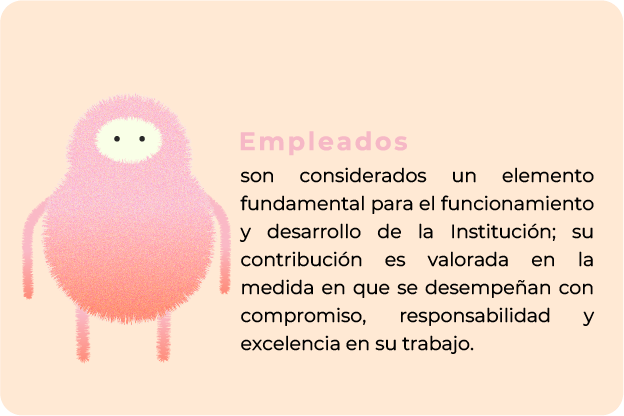 Empleados
son considerados un elemento
fundamental para el funcionamiento
y desarrollo de la Institución; su
contribución es valorada en la
medida en que se desempeñan con
compromiso, responsabilidad y
excelencia en su trabajo.